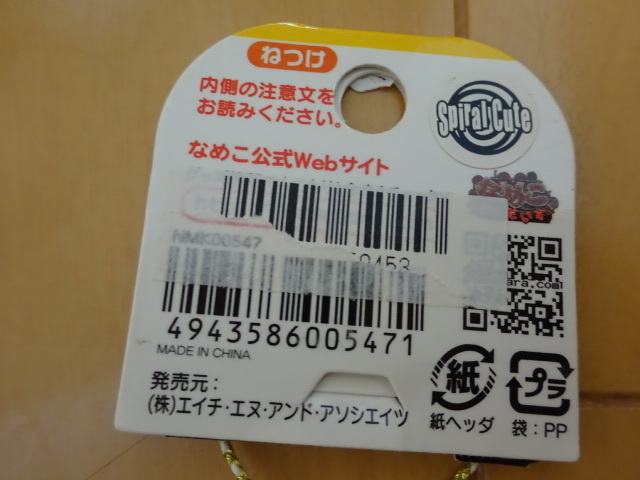 ねつけ
内側の注意文を
お読みください。
Spiral Cute
なめこ公式Webサイト
NMK00547
4943586005471
MADE IN CHINA
発売元：
(株)エイチ・エヌ・アンド・アソシエイツ
紙
紙ヘッダ
プラ
袋：PP